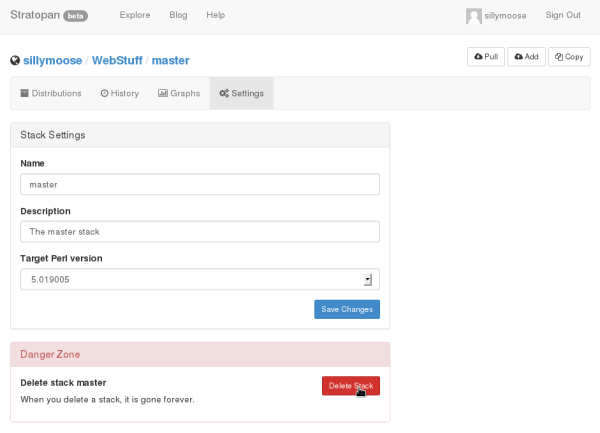 Stratopan beta Explore Blog Help sillymoose Sign Out
sillymoose / WebStuff / master Pull Add Copy
Distributions History Graphs Settings
Stack Settings
Name
master
Description
The master stack
Target Perl version
5.019005
Save Changes
Danger Zone
Delete stack master Delete Stack
When you delete a stack, it is gone forever.